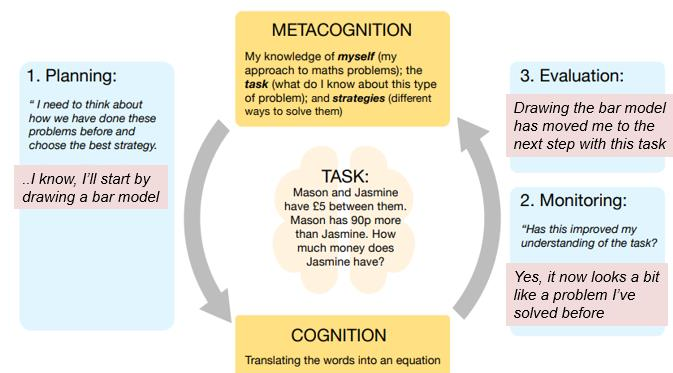 METACOGNITION
My knowledge of myself (my
approach to maths problems); the
task (what do I know about this type
of problem); and strategies (different
ways to solve them)
1. Planning:
“ I need to think about
how we have done these
problems before and
choose the best strategy.
..I know, I’ll start by
drawing a bar model
TASK:
Mason and Jasmine
have £5 between them.
Mason has 90p more
than Jasmine. How
much money does
Jasmine have?
3. Evaluation:
Drawing the bar model
has moved me to the
next step with this task
2. Monitoring:
“Has this improved my
understanding of the task?
Yes, it now looks a bit
like a problem I’ve
solved before
COGNITION
Translating the words into an equation